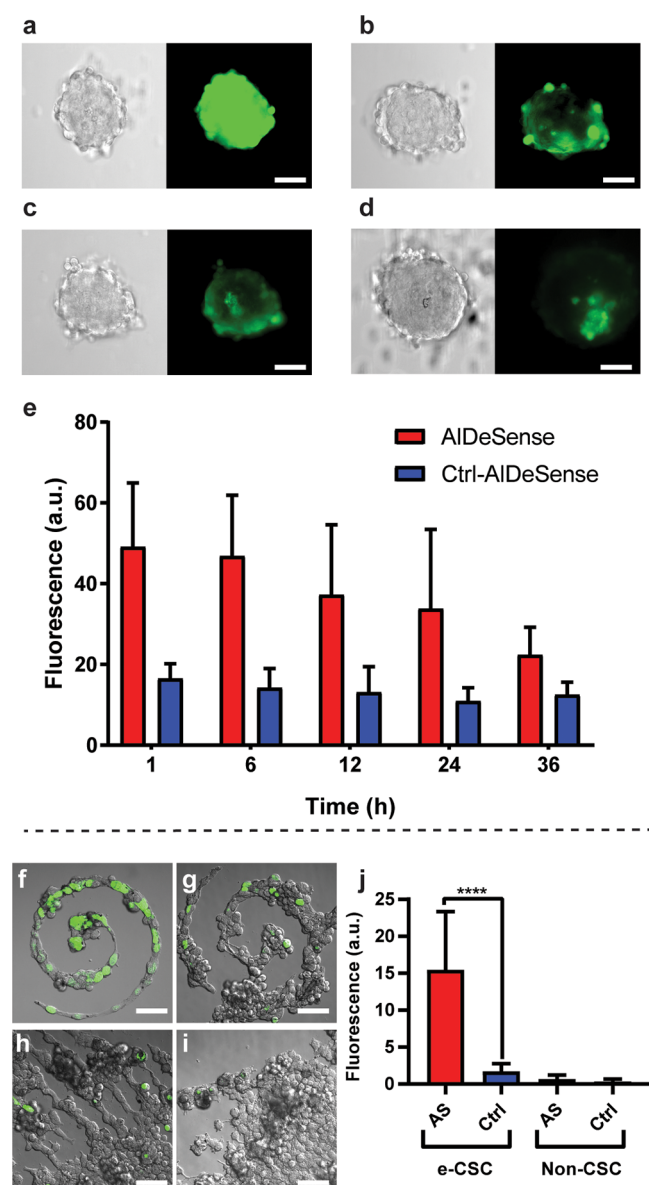 a
b
c
d
e
80
60
40
20
0
Fluorescence (a.u.)
AlDeSense
Ctrl-AlDeSense
1 6 12 24 36
Time (h)
f
g
h
i
j
25
20
15
10
5
0
Fluorescence (a.u.)
****
AS Ctrl AS Ctrl
e-CSC Non-CSC